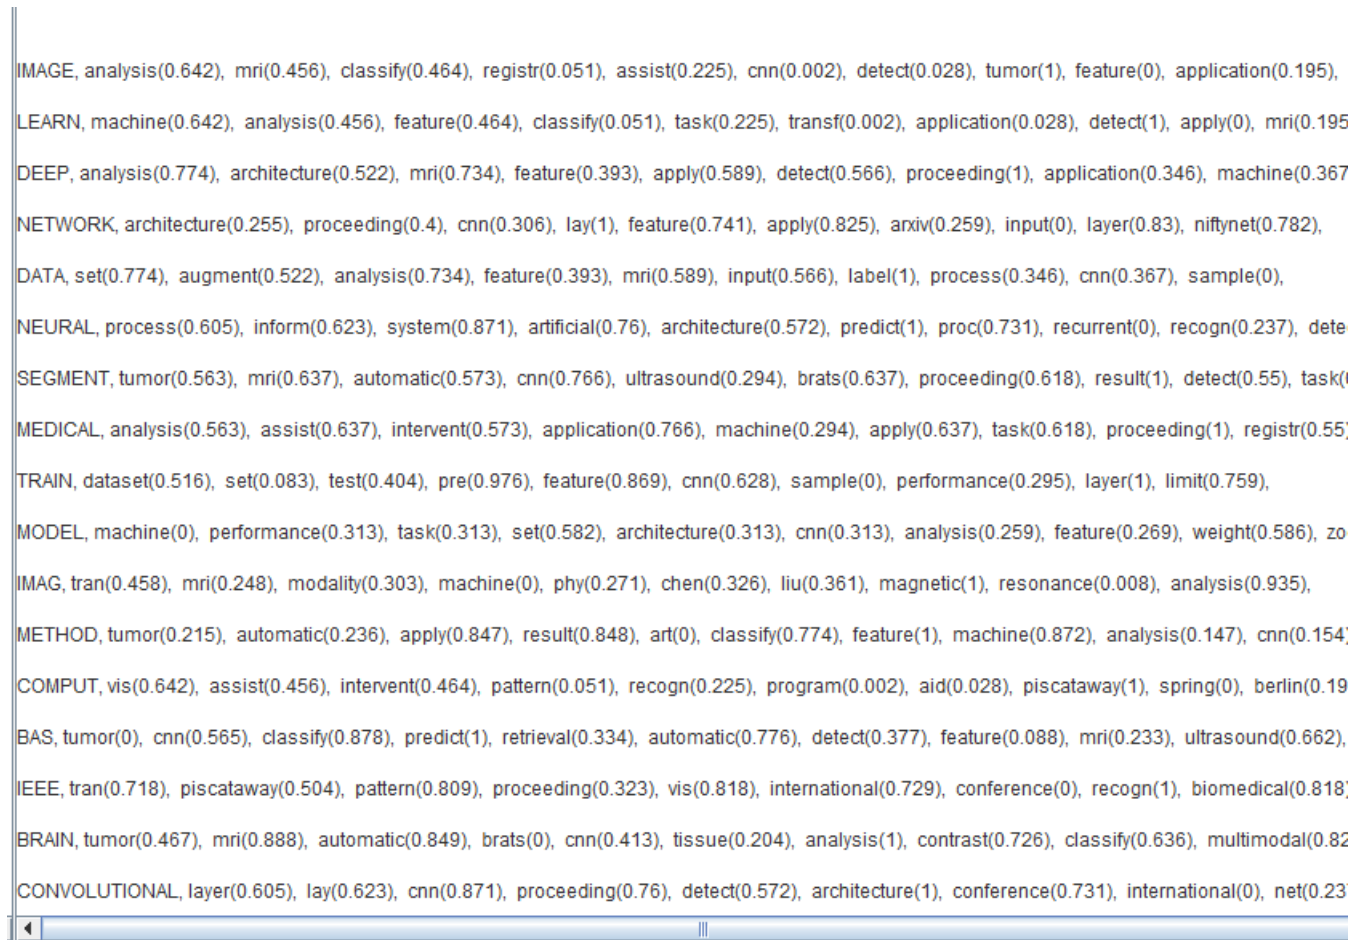 IMAGE, analysis(0.642), mri(0.456), classify(0.464), registr(0.051), assist(0.225), cnn(0.002), detect(0.028), tumor(1), feature(0), application(0.195),
LEARN, machine(0.642), analysis(0.456), feature(0.464), classify(0.051), task(0.225), transf(0.002), application(0.028), detect(1), apply(0), mri(0.195
DEEP, analysis(0.774), architecture(0.522), mri(0.734), feature(0.393), apply(0.589), detect(0.566), proceeding(1), application(0.346), machine(0.367
NETWORK, architecture(0.255), proceeding(0.4), cnn(0.306), lay(1), feature(0.741), apply(0.825), arxiv(0.259), input(0), layer(0.83), niftynet(0.782),
DATA, set(0.774), augment(0.522), analysis(0.734), feature(0.393), mri(0.589), input(0.566), label(1), process(0.346), cnn(0.367), sample(0),
NEURAL, process(0.605), inform(0.623), system(0.871), artificial(0.76), architecture(0.572), predict(1), proc(0.731), recurrent(0), recogn(0.237), dete
SEGMENT, tumor(0.563), mri(0.637), automatic(0.573), cnn(0.766), ultrasound(0.294), brats(0.637), proceeding(0.618), result(1), detect(0.55), task(
MEDICAL, analysis(0.563), assist(0.637), intervent(0.573), application(0.766), machine(0.294), apply(0.637), task(0.618), proceeding(1), registr(0.55)
TRAIN, dataset(0.516), set(0.083), test(0.404), pre(0.976), feature(0.869), cnn(0.628), sample(0), performance(0.295), layer(1), limit(0.759),
MODEL, machine(0), performance(0.313), task(0.313), set(0.582), architecture(0.313), cnn(0.313), analysis(0.259), feature(0.269), weight(0.586), zo
IMAG, tran(0.458), mri(0.248), modality(0.303), machine(0), phy(0.271), chen(0.326), liu(0.361), magnetic(1), resonance(0.008), analysis(0.935),
METHOD, tumor(0.215), automatic(0.236), apply(0.847), result(0.848), art(0), classify(0.774), feature(1), machine(0.872), analysis(0.147), cnn(0.154)
COMPUT, vis(0.642), assist(0.456), intervent(0.464), pattern(0.051), recogn(0.225), program(0.002), aid(0.028), piscataway(1), spring(0), berlin(0.19
BAS, tumor(0), cnn(0.565), classify(0.878), predict(1), retrieval(0.334), automatic(0.776), detect(0.377), feature(0.088), mri(0.233), ultrasound(0.662),
IEEE, tran(0.718), piscataway(0.504), pattern(0.809), proceeding(0.323), vis(0.818), international(0.729), conference(0), recogn(1), biomedical(0.818)
BRAIN, tumor(0.467), mri(0.888), automatic(0.849), brats(0), cnn(0.413), tissue(0.204), analysis(1), contrast(0.726), classify(0.636), multimodal(0.82
CONVOLUTIONAL, layer(0.605), lay(0.623), cnn(0.871), proceeding(0.76), detect(0.572), architecture(1), conference(0.731), international(0), net(0.23